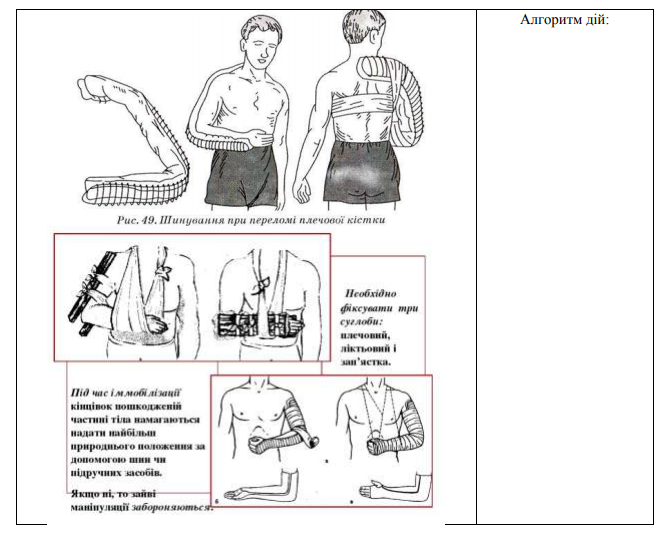 Алгоритм дій:
Рис. 49. Шинування при переломі плечової кістки
Необхідно
фіксувати три
суглоби:
плечовий,
ліктьовий і
зап'ястка.
Під час іммобілізації
кінцівок пошкодженій
частині тіла намагаються
надати найбільш
природнього положення за
допомогою шин чи
підручних засобів.
Якщо ні, то зайві
маніпуляції забороняються.
б